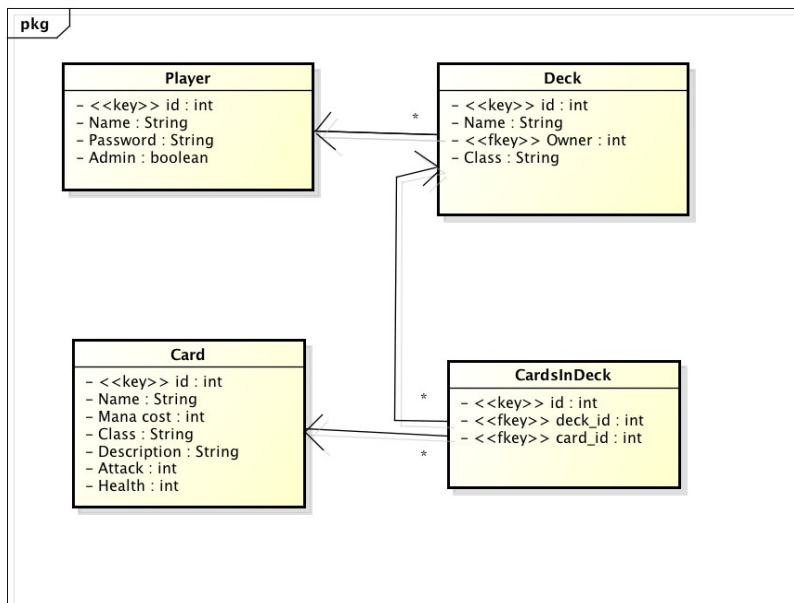 pkg
Player
- <<key>> id : int
- Name : String
- Password : String
- Admin : boolean
*
Deck
- <<key>> id : int
- Name : String
- <<fkey>> Owner : int
- Class : String
Card
- <<key>> id : int
- Name : String
- Mana cost : int
- Class : String
- Description : String
- Attack : int
- Health : int
*
*
CardsInDeck
- <<key>> id : int
- <<fkey>> deck_id : int
- <<fkey>> card_id : int